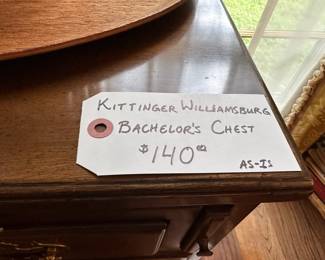 KITTINGER WILLIAMSBURG
BACHELOR'S CHEST
$140.00
AS-IS